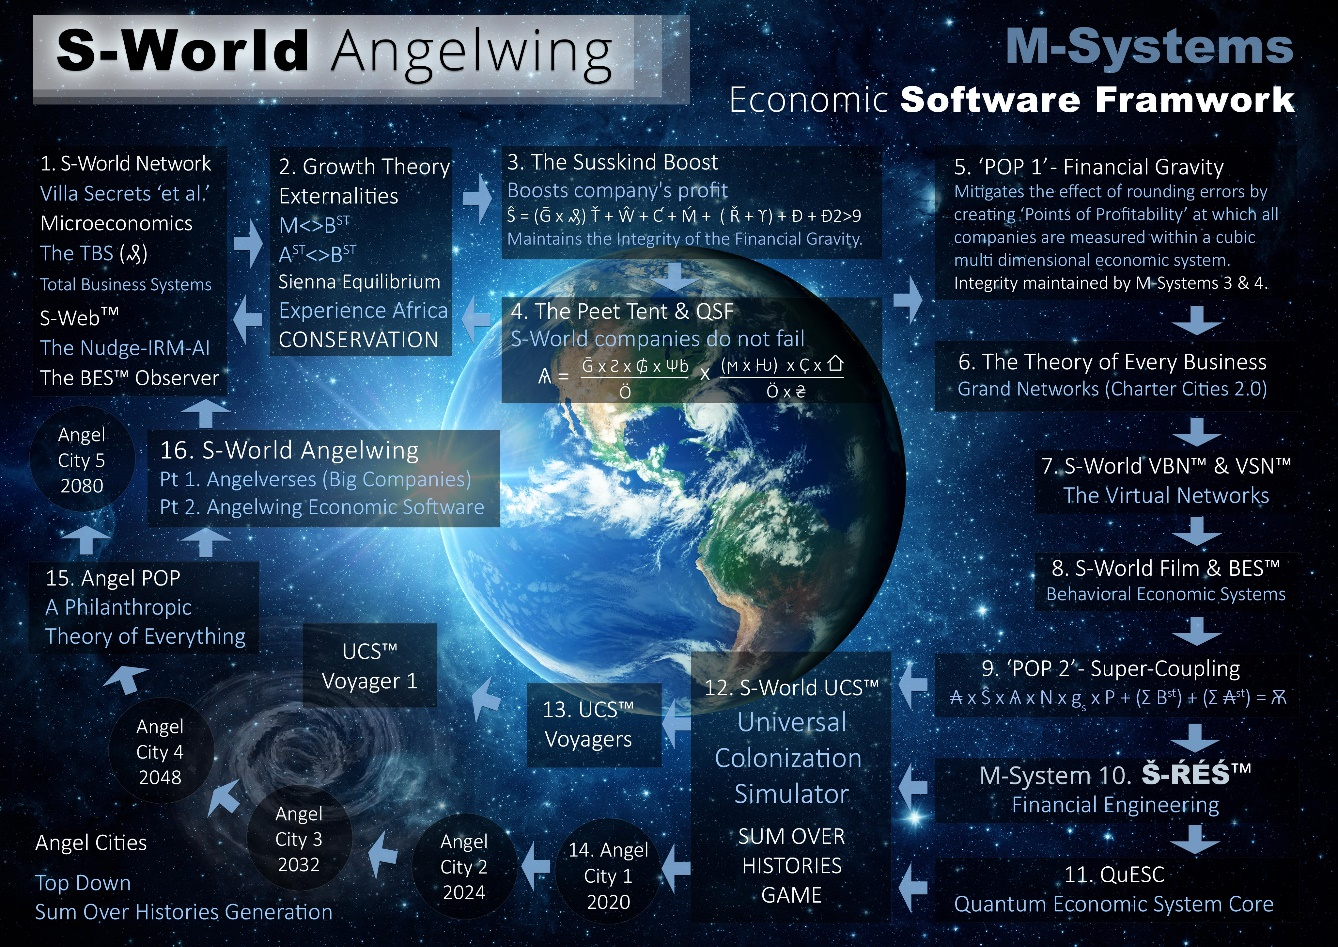 S-World Angelwing
M-Systems
Economic Software Framwork
1. S-World Network
Villa Secrets ‘et al.’
Microeconomics
The TBS (
Total Business Systems
S-Web™
The Nudge-IRM-AI
The BES™ Observer
2. Growth Theory
Externalities
M<>Bˢᵀ
Aˢᵀ<>Bˢᵀ
Sienna Equilibrium
Experience Africa
CONSERVATION
3. The Susskind Boost
Boosts company's profit
Maintains the Integrity of the Financial Gravity.
4. The Peet Tent & QSF
S-World companies do not fail
5. ‘POP 1’- Financial Gravity
Mitigates the effect of rounding errors by
creating ‘Points of Profitability’ at which all
companies are measured within a cubic
multi dimensional economic system.
Integrity maintained by M-Systems 3 & 4.
6. The Theory of Every Business
Grand Networks (Charter Cities 2.0)
7. S-World VBN™ & VSN™
The Virtual Networks
8. S-World Film & BES™
Behavioral Economic Systems
9. ‘POP 2’- Super-Coupling
M-System 10. Š-ŔÉŚ™
Financial Engineering
11. QuESC
Quantum Economic System Core
12. S-World UCS™
Universal
Colonization
Simulator
SUM OVER
HISTORIES
GAME
13. UCS™
Voyagers
UCS™
Voyager 1
14. Angel
City 1
2020
Angel
City 2
2024
Angel
City 3
2032
Angel
City 4
2048
15. Angel POP
A Philanthropic
Theory of Everything
Angel
City 5
2080
16. S-World Angelwing
Pt 1. Angelverses (Big Companies)
Pt 2. Angelwing Economic Software
Angel Cities
Top Down
Sum Over Histories Generation